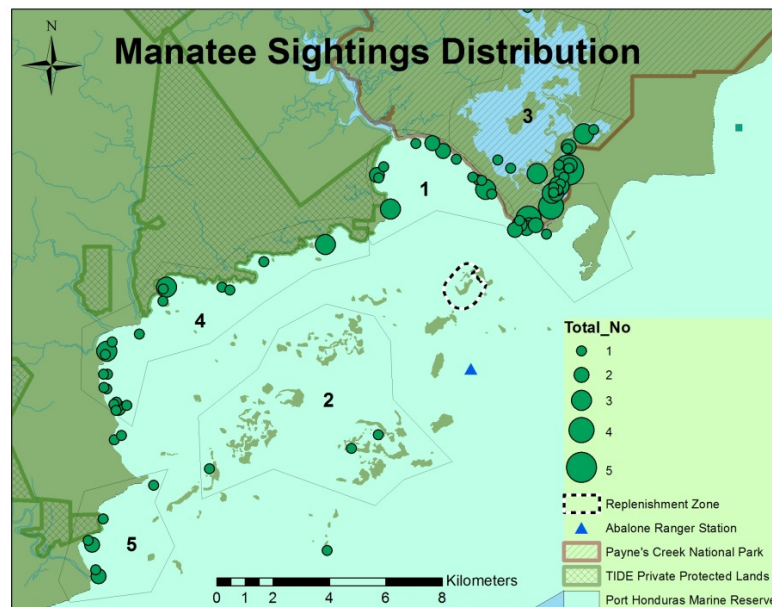 N
Manatee Sightings Distribution
3
1
4
2
5
Total_No
1
2
3
4
5
Replenishment Zone
Abalone Ranger Station
Payne's Creek National Park
TIDE Private Protected Lands
Port Honduras Marine Reserve
Kilometers
0 1 2 4 6 8